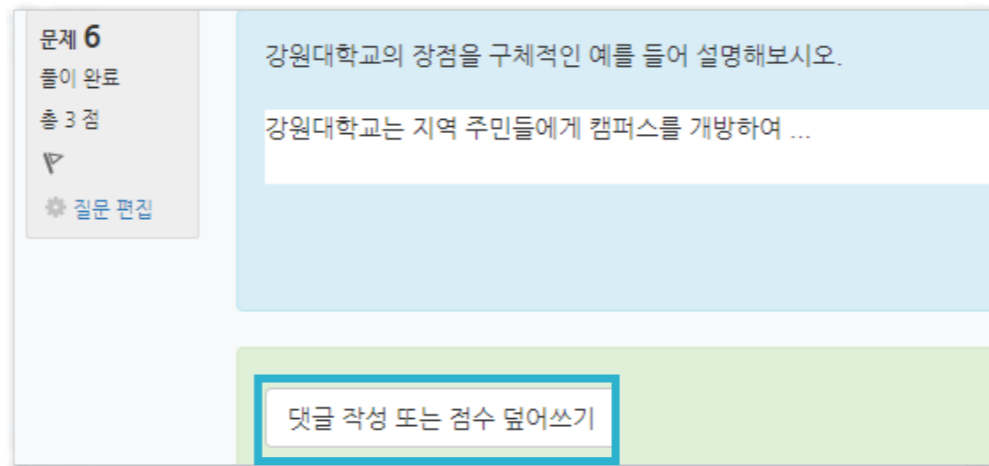 문제 6
풀이 완료
총 3 점
질문 편집
강원대학교의 장점을 구체적인 예를 들어 설명해보시오.
강원대학교는 지역 주민들에게 캠퍼스를 개방하여 ...
댓글 작성 또는 점수 덮어쓰기